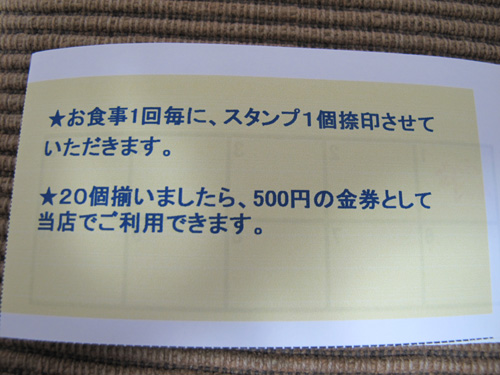 ★お食事1回毎に、スタンプ1個捺印させて
いただきます。
★20個揃いましたら、500円の金券として
当店でご利用できます。